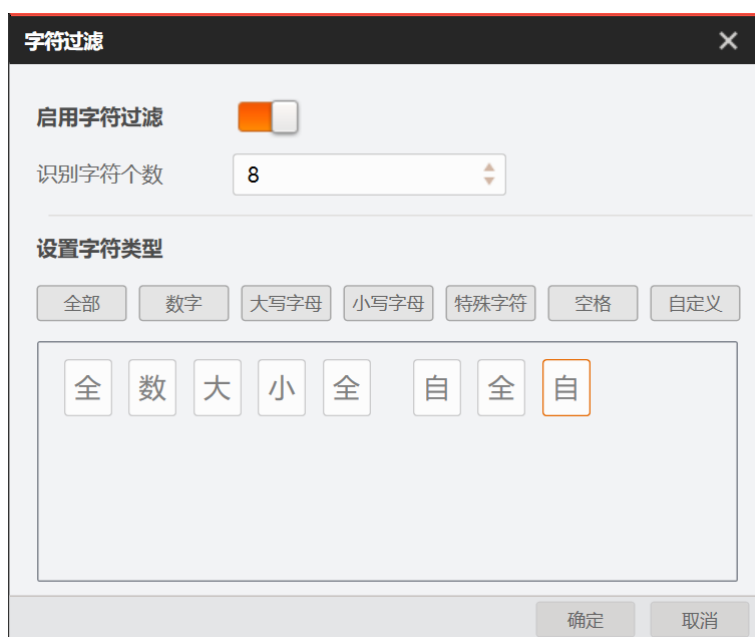 字符过滤
启用字符过滤
识别字符个数 8
设置字符类型
全部 数字 大写字母 小写字母 特殊字符 空格 自定义
全 数 大 小 全 自 全 自
确定 取消